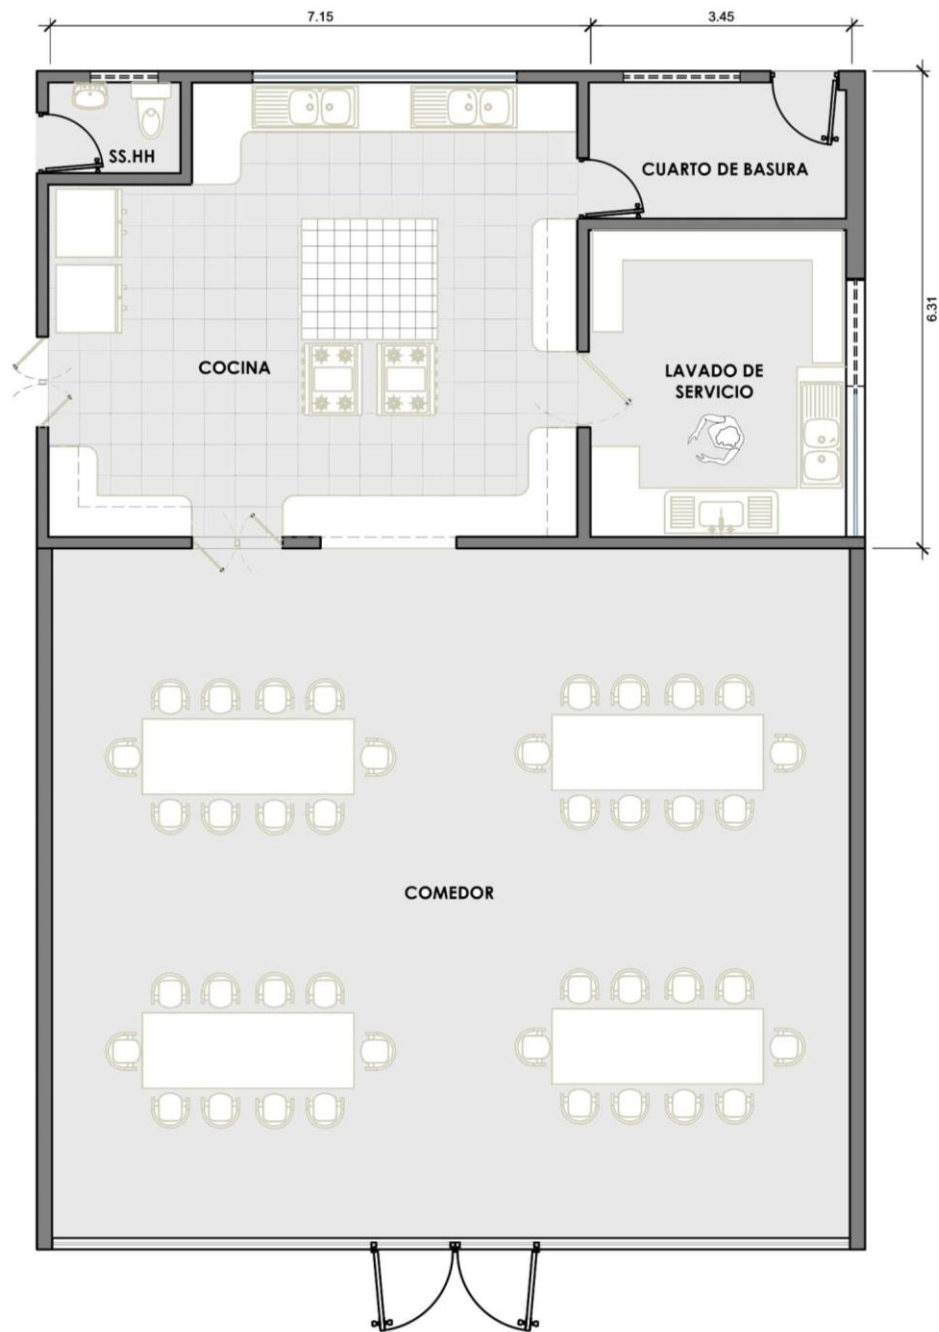 7.15
3.45
SS.HH
CUARTO DE BASURA
6.31
COCINA
LAVADO DE
SERVICIO
COMEDOR